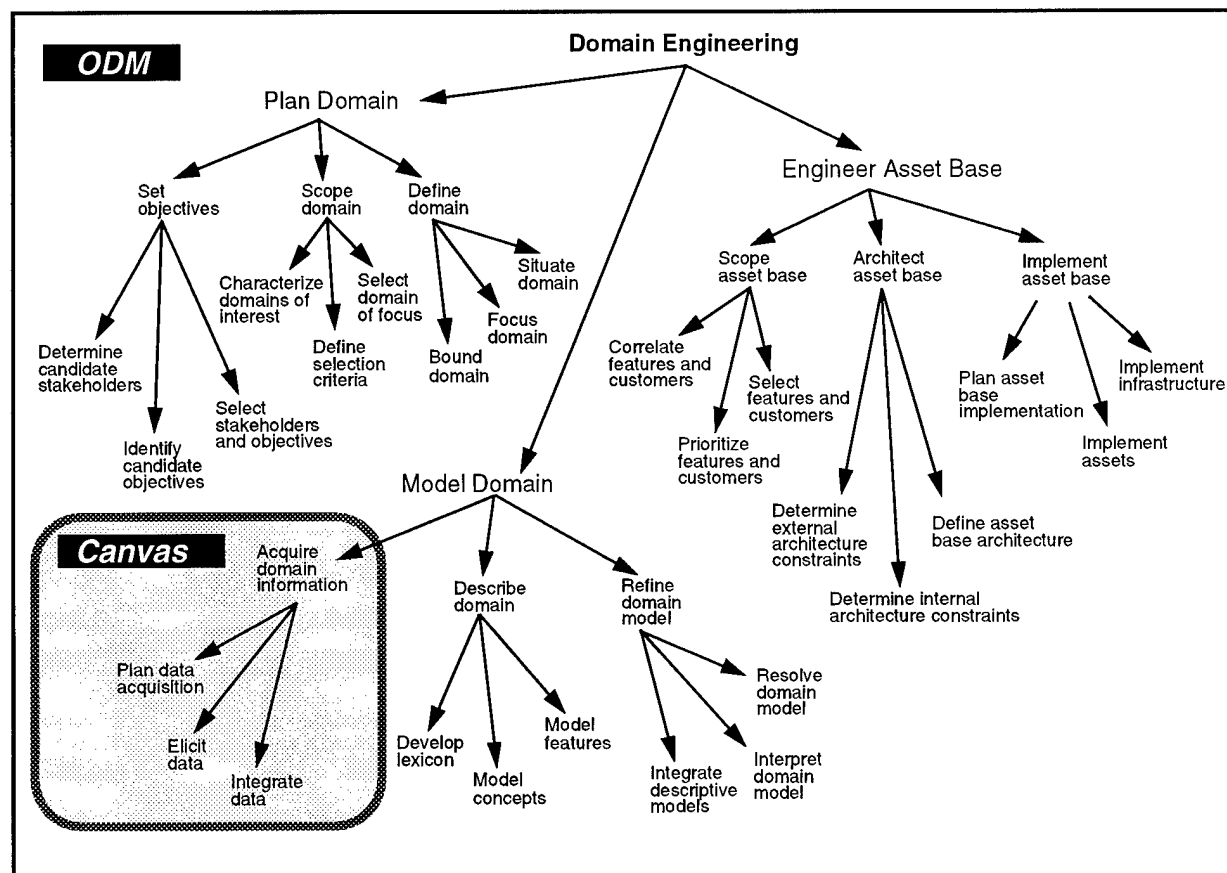 Domain Engineering
ODM
Plan Domain
Engineer Asset Base
Set
objectives
Scope
domain
Define
domain
Determine
candidate
stakeholders
Identify
candidate
objectives
Select
stakeholders
and objectives
Characterize
domains of
interest
Define
selection
criteria
Select
domain
of focus
Bound
domain
Focus
domain
Situate
domain
Scope
asset base
Architect
asset base
Implement
asset base
Correlate
features and
customers
Prioritize
features and
customers
Select
features and
customers
Determine
external
architecture
constraints
Determine internal
architecture constraints
Define asset
base architecture
Plan asset
base
implementation
Implement
assets
Implement
infrastructure
Model Domain
Canvas
Acquire
domain
information
Plan data
acquisition
Elicit
data
Integrate
data
Describe
domain
Develop
lexicon
Model
concepts
Model
features
Refine
domain
model
Integrate
descriptive
models
Interpret
domain
model
Resolve
domain
model